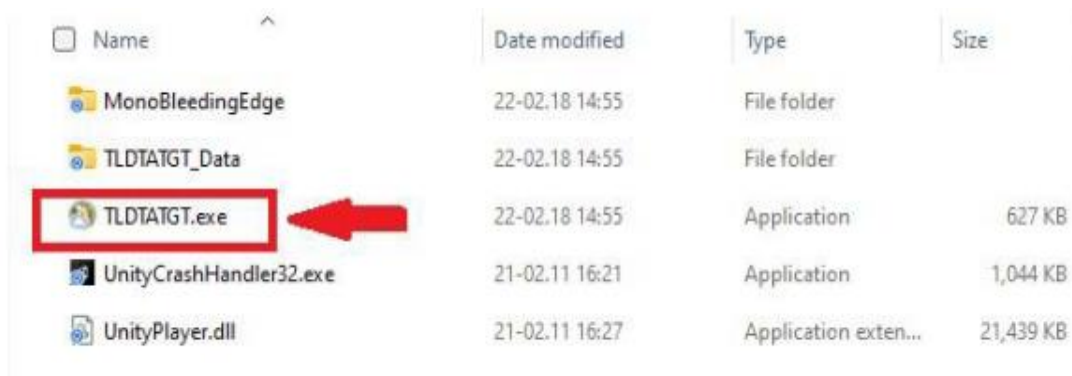 Name Date modified Type Size
MonoBleedingEdge 22-02.18 14:55 File folder
TLDTATGT_Data 22-02.18 14:55 File folder
TLDTATGT.exe 22-02.18 14:55 Application 627 KB
UnityCrashHandler32.exe 21-02.11 16:21 Application 1,044 KB
UnityPlayer.dll 21-02.11 16:27 Application exten... 21,439 KB